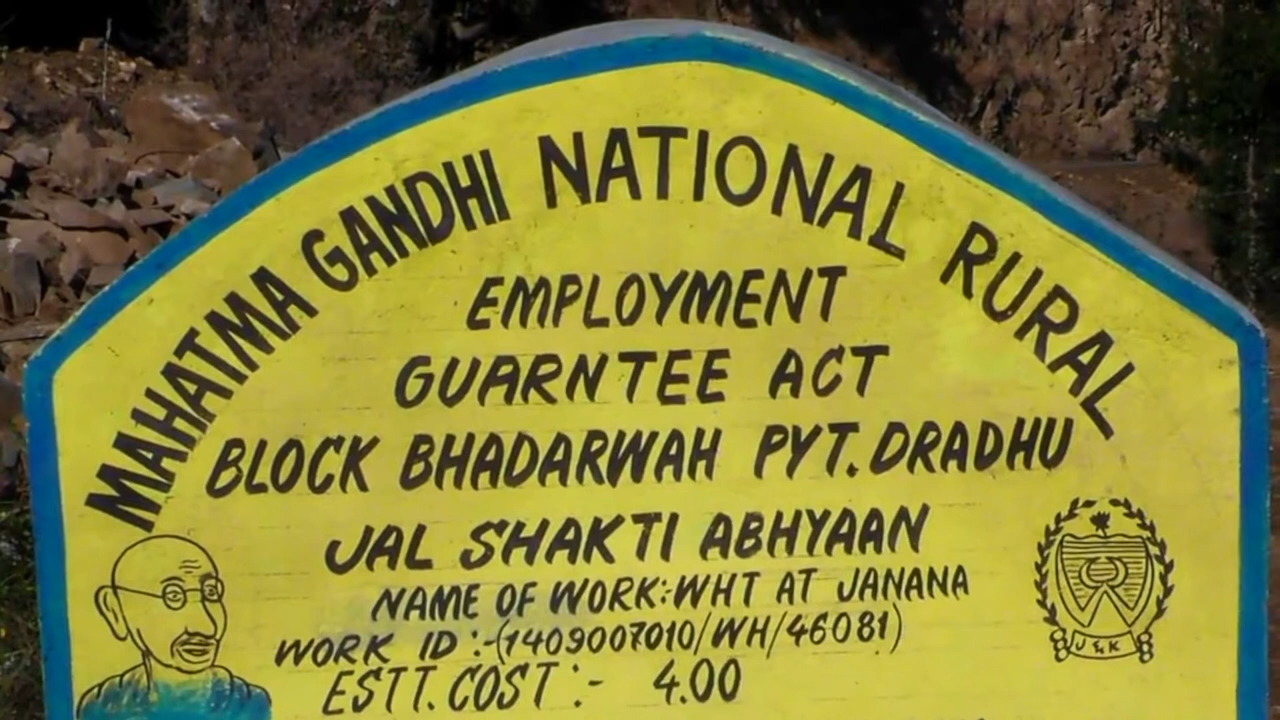 MAHATMA GANDHI NATIONAL RURAL
EMPLOYMENT
GUARNTEE ACT
BLOCK BHADARWAH PYT. DRADHU
JAL SHAKTI ABHYAAN
NAME OF WORK:WHT AT JANANA
WORK ID :-(1409007010/WH/46081)
ESTT. COST :- 4.00
J&K